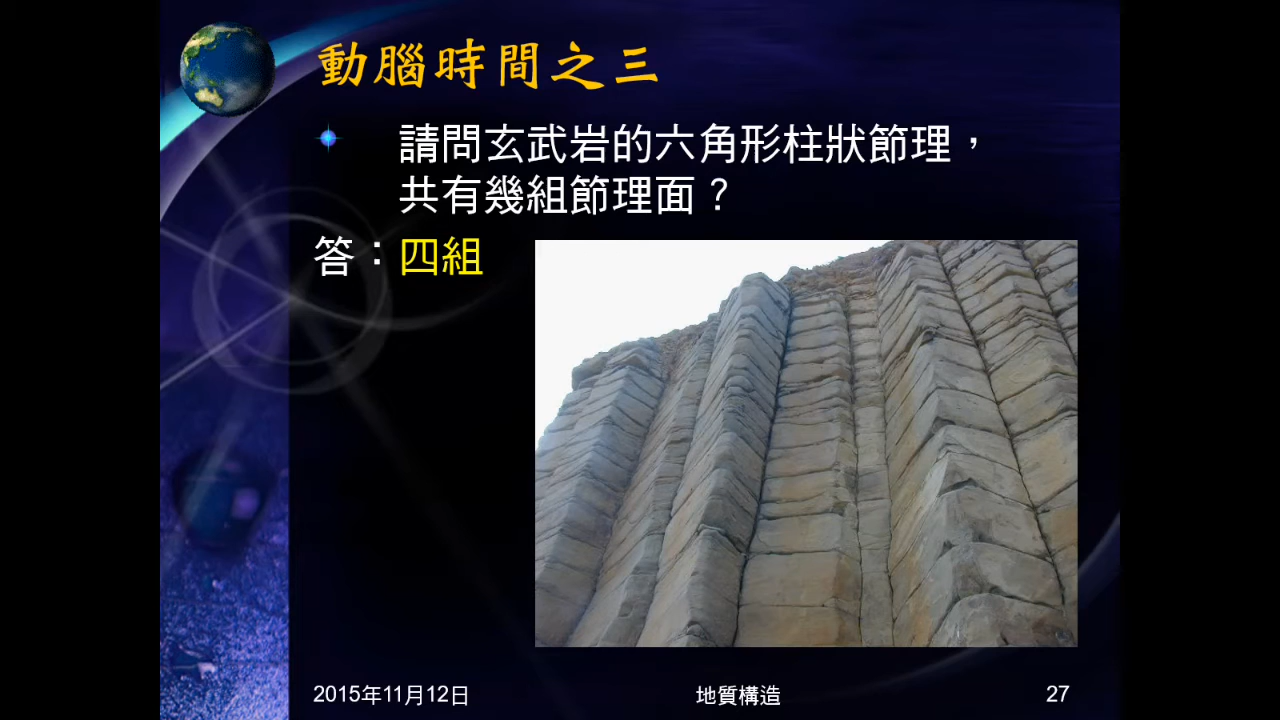 動腦時間之三
請問玄武岩的六角形柱狀節理，
共有幾組節理面？
答：四組
2015年11月12日
地質構造
27